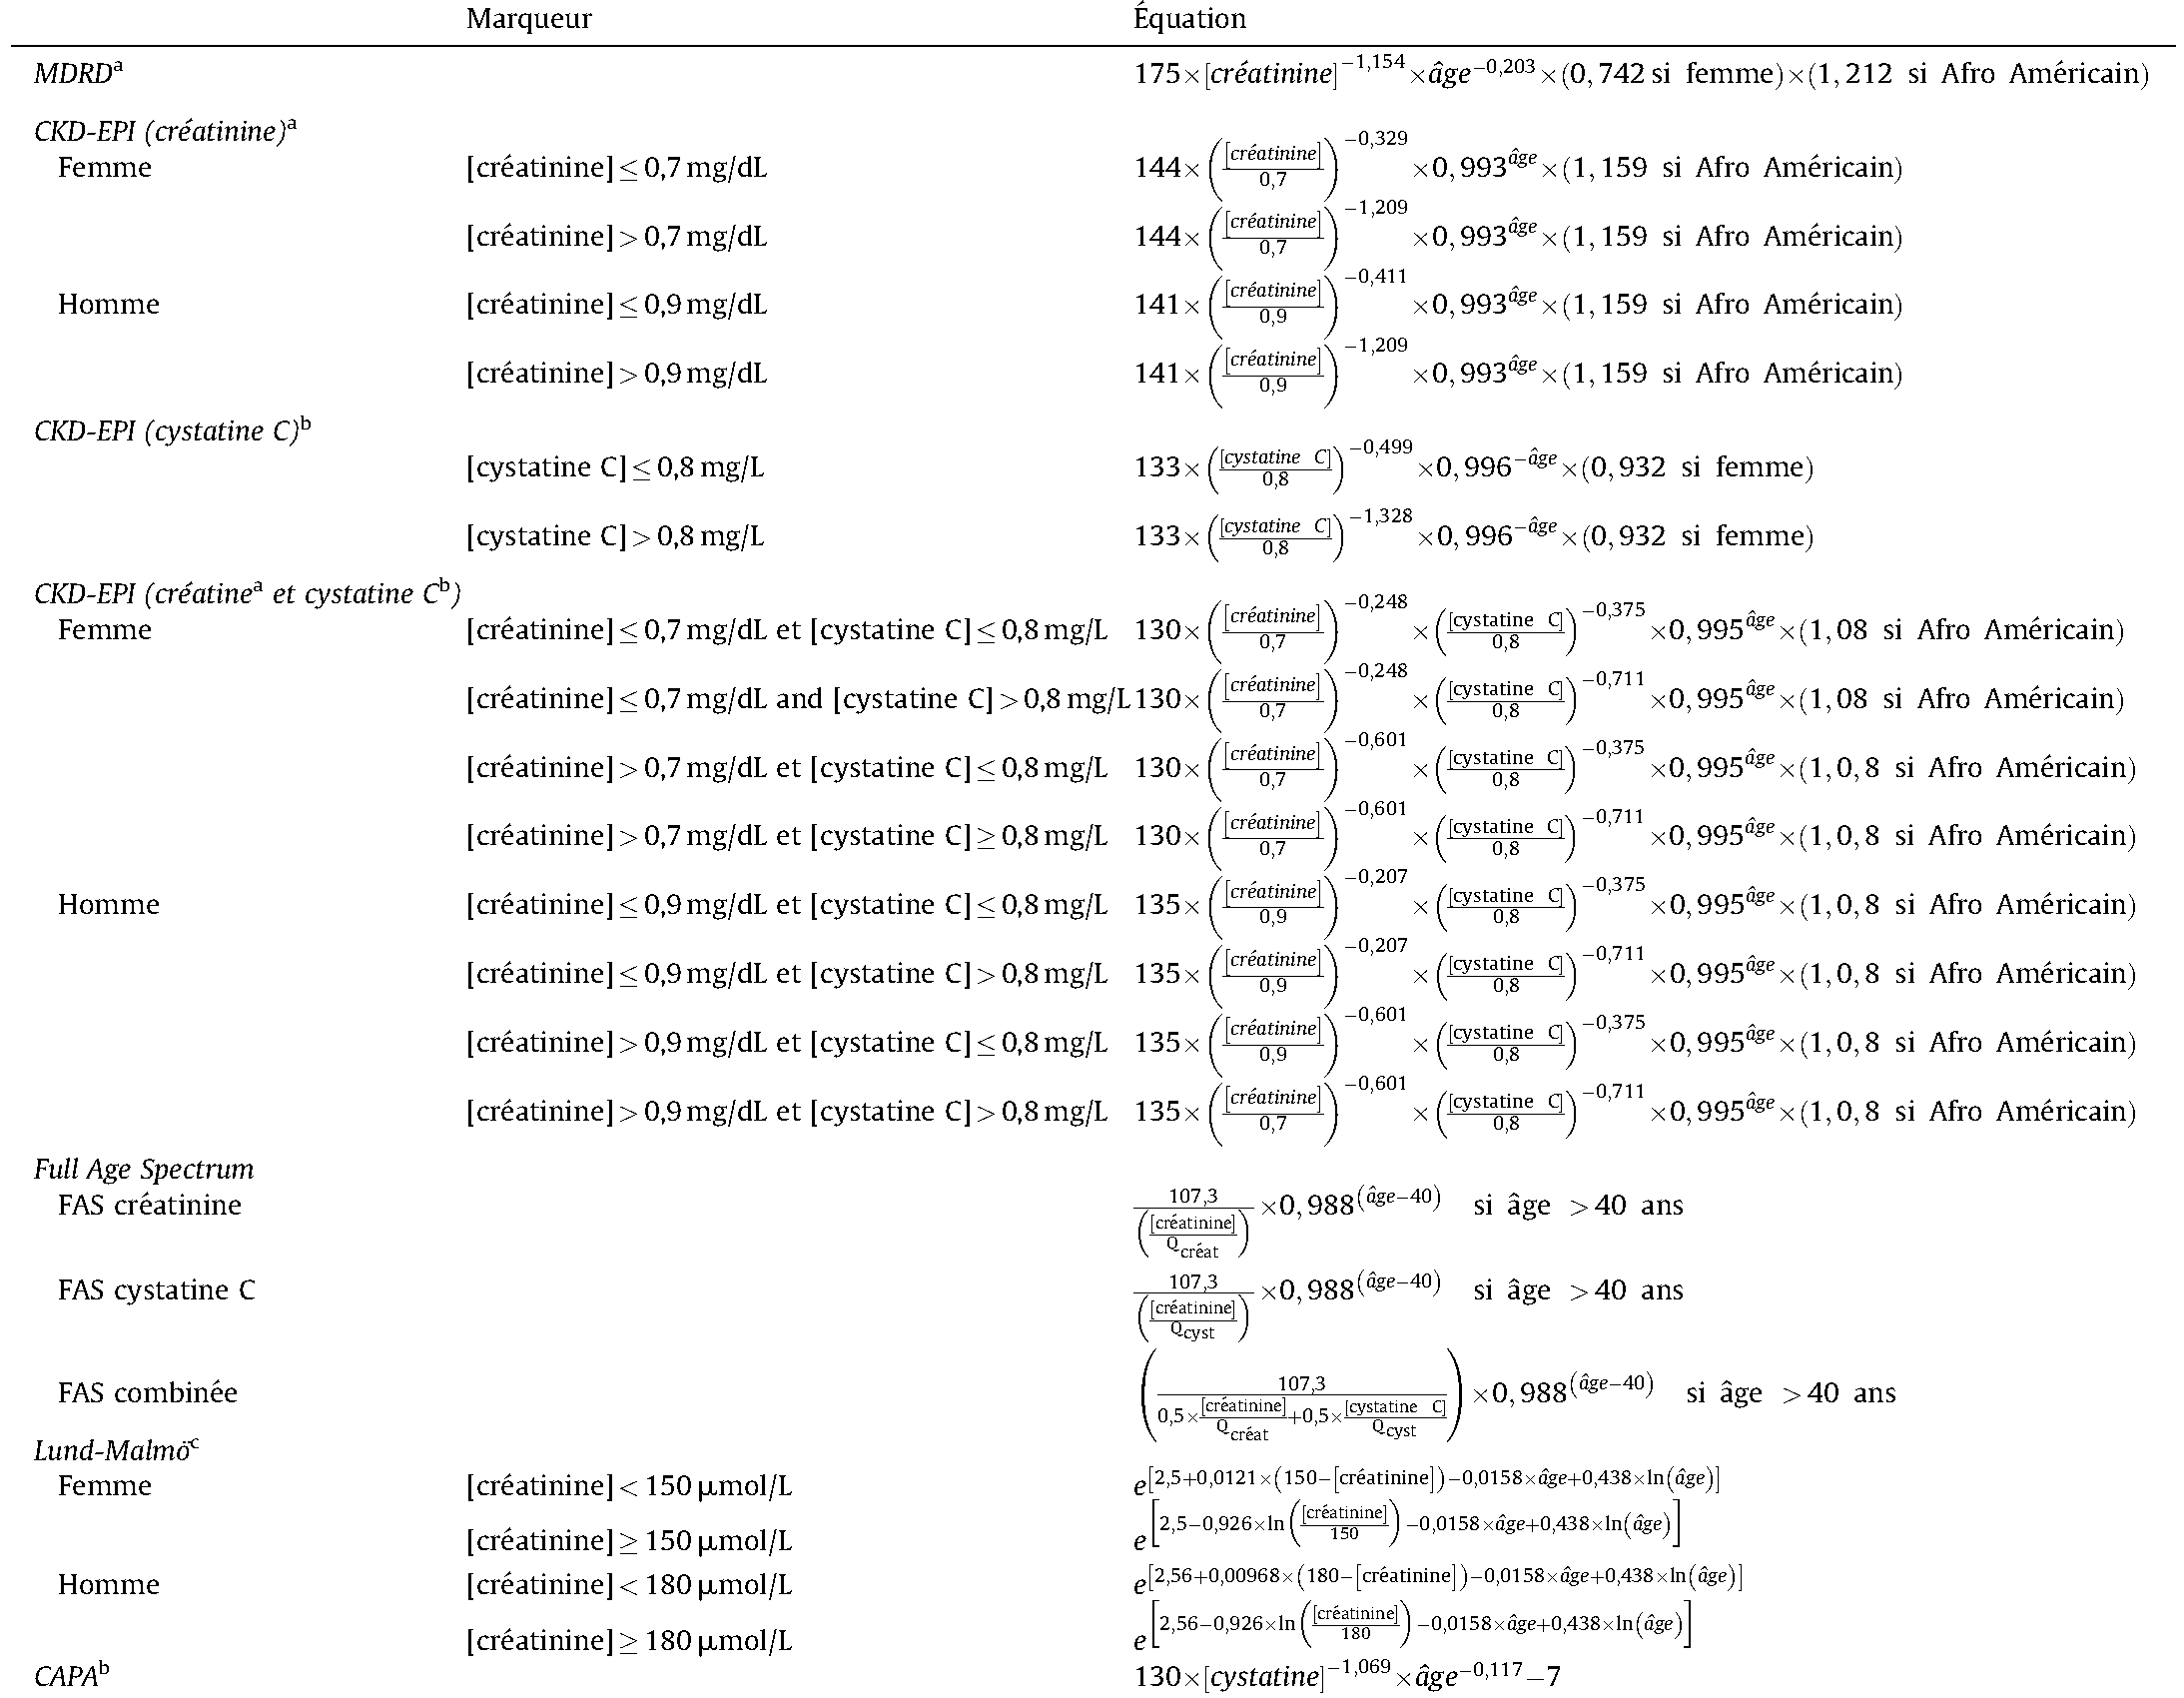 Marqueur Équation
MDRDᵃ 175×[créatinine]^−1,154 ×âge^−0,203 ×(0,742 si femme)×(1,212 si Afro Américain)
CKD-EPI (créatinine)ᵃ
Femme [créatinine] ≤ 0,7 mg/dL 144×([créatinine]/0,7)^−0,329 ×0,993^âge ×(1,159 si Afro Américain)
[créatinine] > 0,7 mg/dL 144×([créatinine]/0,7)^−1,209 ×0,993^âge ×(1,159 si Afro Américain)
Homme [créatinine] ≤ 0,9 mg/dL 141×([créatinine]/0,9)^−0,411 ×0,993^âge ×(1,159 si Afro Américain)
[créatinine] > 0,9 mg/dL 141×([créatinine]/0,9)^−1,209 ×0,993^âge ×(1,159 si Afro Américain)
CKD-EPI (cystatine C)ᵇ
[cystatine C] ≤ 0,8 mg/L 133×([cystatine C]/0,8)^−0,499 ×0,996^−âge ×(0,932 si femme)
[cystatine C] > 0,8 mg/L 133×([cystatine C]/0,8)^−1,328 ×0,996^−âge ×(0,932 si femme)
CKD-EPI (créatineᵃ et cystatine Cᵇ)
Femme [créatinine] ≤ 0,7 mg/dL et [cystatine C] ≤ 0,8 mg/L 130×([créatinine]/0,7)^−0,248 ×([cystatine C]/0,8)^−0,375 ×0,995^âge ×(1,08 si Afro Américain)
[créatinine] ≤ 0,7 mg/dL and [cystatine C] > 0,8 mg/L 130×([créatinine]/0,7)^−0,248 ×([cystatine C]/0,8)^−0,711 ×0,995^âge ×(1,08 si Afro Américain)
[créatinine] > 0,7 mg/dL et [cystatine C] ≤ 0,8 mg/L 130×([créatinine]/0,7)^−0,601 ×([cystatine C]/0,8)^−0,375 ×0,995^âge ×(1,0,8 si Afro Américain)
[créatinine] > 0,7 mg/dL et [cystatine C] ≥ 0,8 mg/L 130×([créatinine]/0,7)^−0,601 ×([cystatine C]/0,8)^−0,711 ×0,995^âge ×(1,0,8 si Afro Américain)
Homme [créatinine] ≤ 0,9 mg/dL et [cystatine C] ≤ 0,8 mg/L 135×([créatinine]/0,9)^−0,207 ×([cystatine C]/0,8)^−0,375 ×0,995^âge ×(1,0,8 si Afro Américain)
[créatinine] ≤ 0,9 mg/dL et [cystatine C] > 0,8 mg/L 135×([créatinine]/0,9)^−0,207 ×([cystatine C]/0,8)^−0,711 ×0,995^âge ×(1,0,8 si Afro Américain)
[créatinine] > 0,9 mg/dL et [cystatine C] ≤ 0,8 mg/L 135×([créatinine]/0,9)^−0,601 ×([cystatine C]/0,8)^−0,375 ×0,995^âge ×(1,0,8 si Afro Américain)
[créatinine] > 0,9 mg/dL et [cystatine C] > 0,8 mg/L 135×([créatinine]/0,7)^−0,601 ×([cystatine C]/0,8)^−0,711 ×0,995^âge ×(1,0,8 si Afro Américain)
Full Age Spectrum
FAS créatinine 107,3/([créatinine]/Qcréat) ×0,988^(âge−40) si âge > 40 ans
FAS cystatine C 107,3/([créatinine]/Qcyst) ×0,988^(âge−40) si âge > 40 ans
FAS combinée (107,3/(0,5×[créatinine]/Qcréat+0,5×[cystatine C]/Qcyst)) ×0,988^(âge−40) si âge > 40 ans
Lund-Malmöᶜ
Femme [créatinine] < 150 μmol/L e^[2,5+0,0121×(150−[créatinine])−0,0158×âge+0,438×ln(âge)]
[créatinine] ≥ 150 μmol/L e^[2,5−0,926×ln([créatinine]/150)−0,0158×âge+0,438×ln(âge)]
Homme [créatinine] < 180 μmol/L e^[2,56+0,00968×(180−[créatinine])−0,0158×âge+0,438×ln(âge)]
[créatinine] ≥ 180 μmol/L e^[2,56−0,926×ln([créatinine]/180)−0,0158×âge+0,438×ln(âge)]
CAPAᵇ 130×[cystatine]^−1,069 ×âge^−0,117 −7